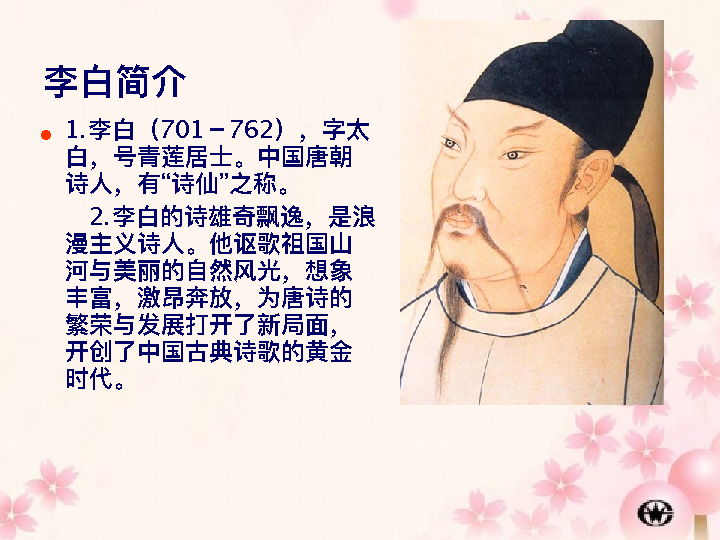 李白简介
1.李白（701－762），字太
白，号青莲居士。中国唐朝
诗人，有“诗仙”之称。
2.李白的诗雄奇飘逸，是浪
漫主义诗人。他讴歌祖国山
河与美丽的自然风光，想象
丰富，激昂奔放，为唐诗的
繁荣与发展打开了新局面，
开创了中国古典诗歌的黄金
时代。